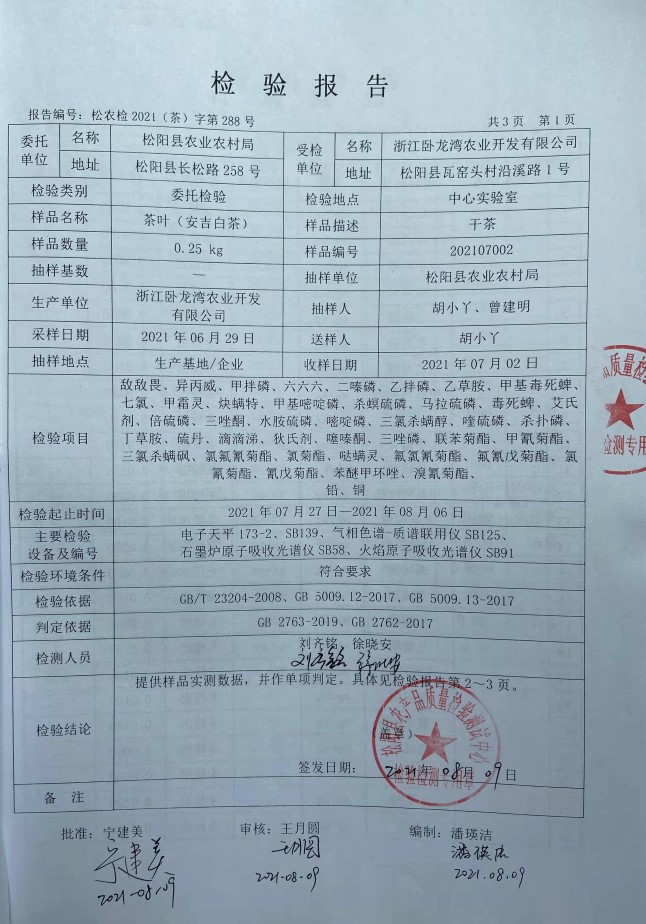 检 验 报 告
报告编号：松农检 2021（茶）字第 288 号 共 3 页 第 1 页
委托单位 名称 松阳县农业农村局 受检单位 名称 浙江卧龙湾农业开发有限公司
地址 松阳县长松路 258 号 地址 松阳县瓦窑头村沿溪路 1 号
检验类别 委托检验 检验地点 中心实验室
样品名称 茶叶（安吉白茶） 样品描述 干茶
样品数量 0.25 kg 样品编号 202107002
抽样基数 — 抽样单位 松阳县农业农村局
生产单位 浙江卧龙湾农业开发 抽样人 胡小丫、曾建明
有限公司
采样日期 2021 年 06 月 29 日 送样人 胡小丫
抽样地点 生产基地/企业 收样日期 2021 年 07 月 02 日
敌敌畏、异丙威、甲拌磷、六六六、二嗪磷、乙拌磷、乙草胺、甲基毒死蜱、
七氯、甲霜灵、炔螨特、甲基嘧啶磷、杀螟硫磷、马拉硫磷、毒死蜱、艾氏
剂、倍硫磷、三唑酮、水胺硫磷、嘧啶磷、三氯杀螨醇、喹硫磷、杀扑磷、
检验项目 丁草胺、硫丹、滴滴涕、狄氏剂、噻嗪酮、三唑磷、联苯菊酯、甲氰菊酯、
三氯杀螨砜、氯氟氰菊酯、氯菊酯、哒螨灵、氟氯氰菊酯、氟氰戊菊酯、氯
氰菊酯、氰戊菊酯、苯醚甲环唑、溴氰菊酯、
铅、铜
检验起止时间 2021 年 07 月 27 日—2021 年 08 月 06 日
主要检验 电子天平 173-2、SB139、气相色谱-质谱联用仪 SB125、
设备及编号 石墨炉原子吸收光谱仪 SB58、火焰原子吸收光谱仪 SB91
检验环境条件 符合要求
检验依据 GB/T 23204-2008、GB 5009.12-2017、GB 5009.13-2017
判定依据 GB 2763-2019、GB 2762-2017
刘齐铭 徐晓安
检测人员 刘齐铭 徐晓安
提供样品实测数据，并作单项判定。具体见检验报告第 2～3 页。
检验结论 （盖章）
松阳县农产品质量检验测试中心
检验检测专用章
签发日期： 2021 年 08 月 09 日
备 注
批准：宁建美 审核：王月圆 编制：潘瑛洁
宁建美 王月圆 潘瑛洁
2021-08-09 2021-08-09 2021.08.09
品质量检验
检测专用